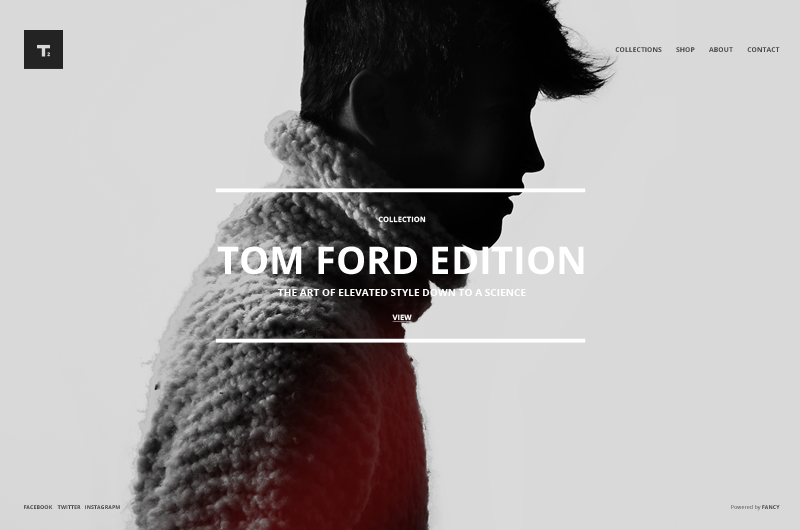 T2
COLLECTIONS SHOP ABOUT CONTACT
COLLECTION
TOM FORD EDITION
THE ART OF ELEVATED STYLE DOWN TO A SCIENCE
VIEW
FACEBOOK TWITTER INSTAGRAPM
Powered by FANCY